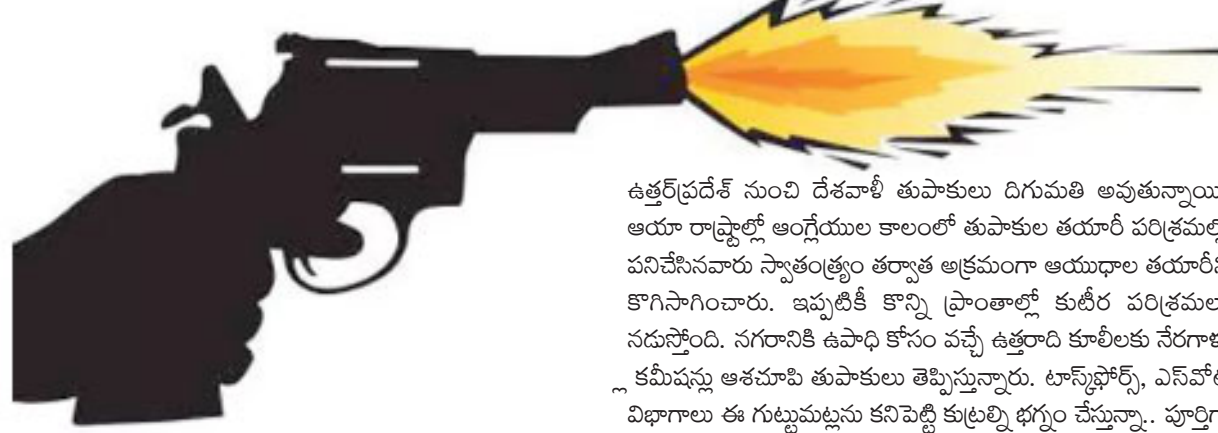 ఉత్తర్‌ప్రదేశ్ నుంచి దేశవాళీ తుపాకులు దిగుమతి అవుతున్నాయి
ఆయా రాష్ట్రాల్లో ఆంగ్లేయుల కాలంలో తుపాకుల తయారీ పరిశ్రమల్ల
పనిచేసినవారు స్వాతంత్ర్యం తర్వాత అక్రమంగా ఆయుధాల తయారీ
కొగిసాగించారు. ఇప్పటికీ కొన్ని ప్రాంతాల్లో కుటీర పరిశ్రమల
నడుస్తోంది. నగరానికి ఉపాధి కోసం వచ్చే ఉత్తరాది కూలీలకు నేరగాళ
్ల కమీషన్లు ఆశచూపి తుపాకులు తెప్పిస్తున్నారు. టాస్క్‌ఫోర్స్, ఎస్‌వోట
విభాగాలు ఈ గుట్టుమట్లను కనిపెట్టి కుట్రల్ని భగ్నం చేస్తున్నా.. పూర్తిగ